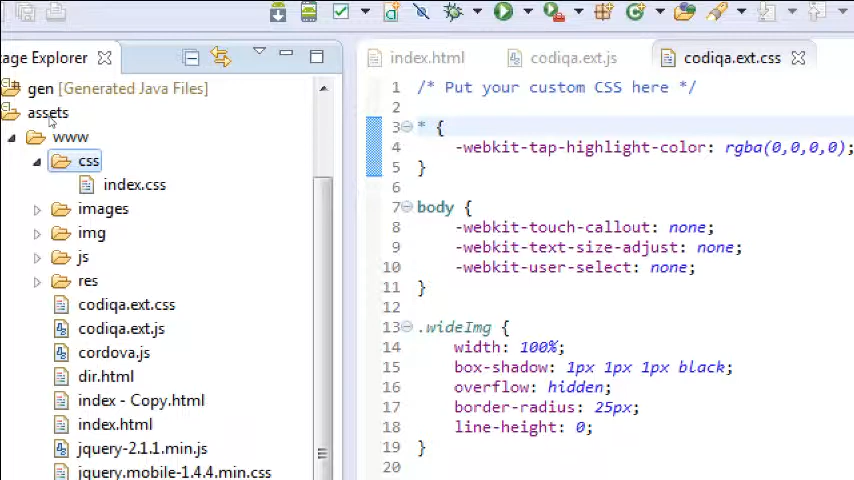 age Explorer
gen [Generated Java Files]
assets
www
css
index.css
images
img
js
res
codiqa.ext.css
codiqa.ext.js
cordova.js
dir.html
index - Copy.html
index.html
jquery-2.1.1.min.js
jquery.mobile-1.4.4.min.css
index.html
codiqa.ext.js
codiqa.ext.css
1 /* Put your custom CSS here */
2
3 * {
4 -webkit-tap-highlight-color: rgba(0,0,0,0);
5 }
6
7 body {
8 -webkit-touch-callout: none;
9 -webkit-text-size-adjust: none;
10 -webkit-user-select: none;
11 }
12
13 .wideImg {
14 width: 100%;
15 box-shadow: 1px 1px 1px black;
16 overflow: hidden;
17 border-radius: 25px;
18 line-height: 0;
19 }
20